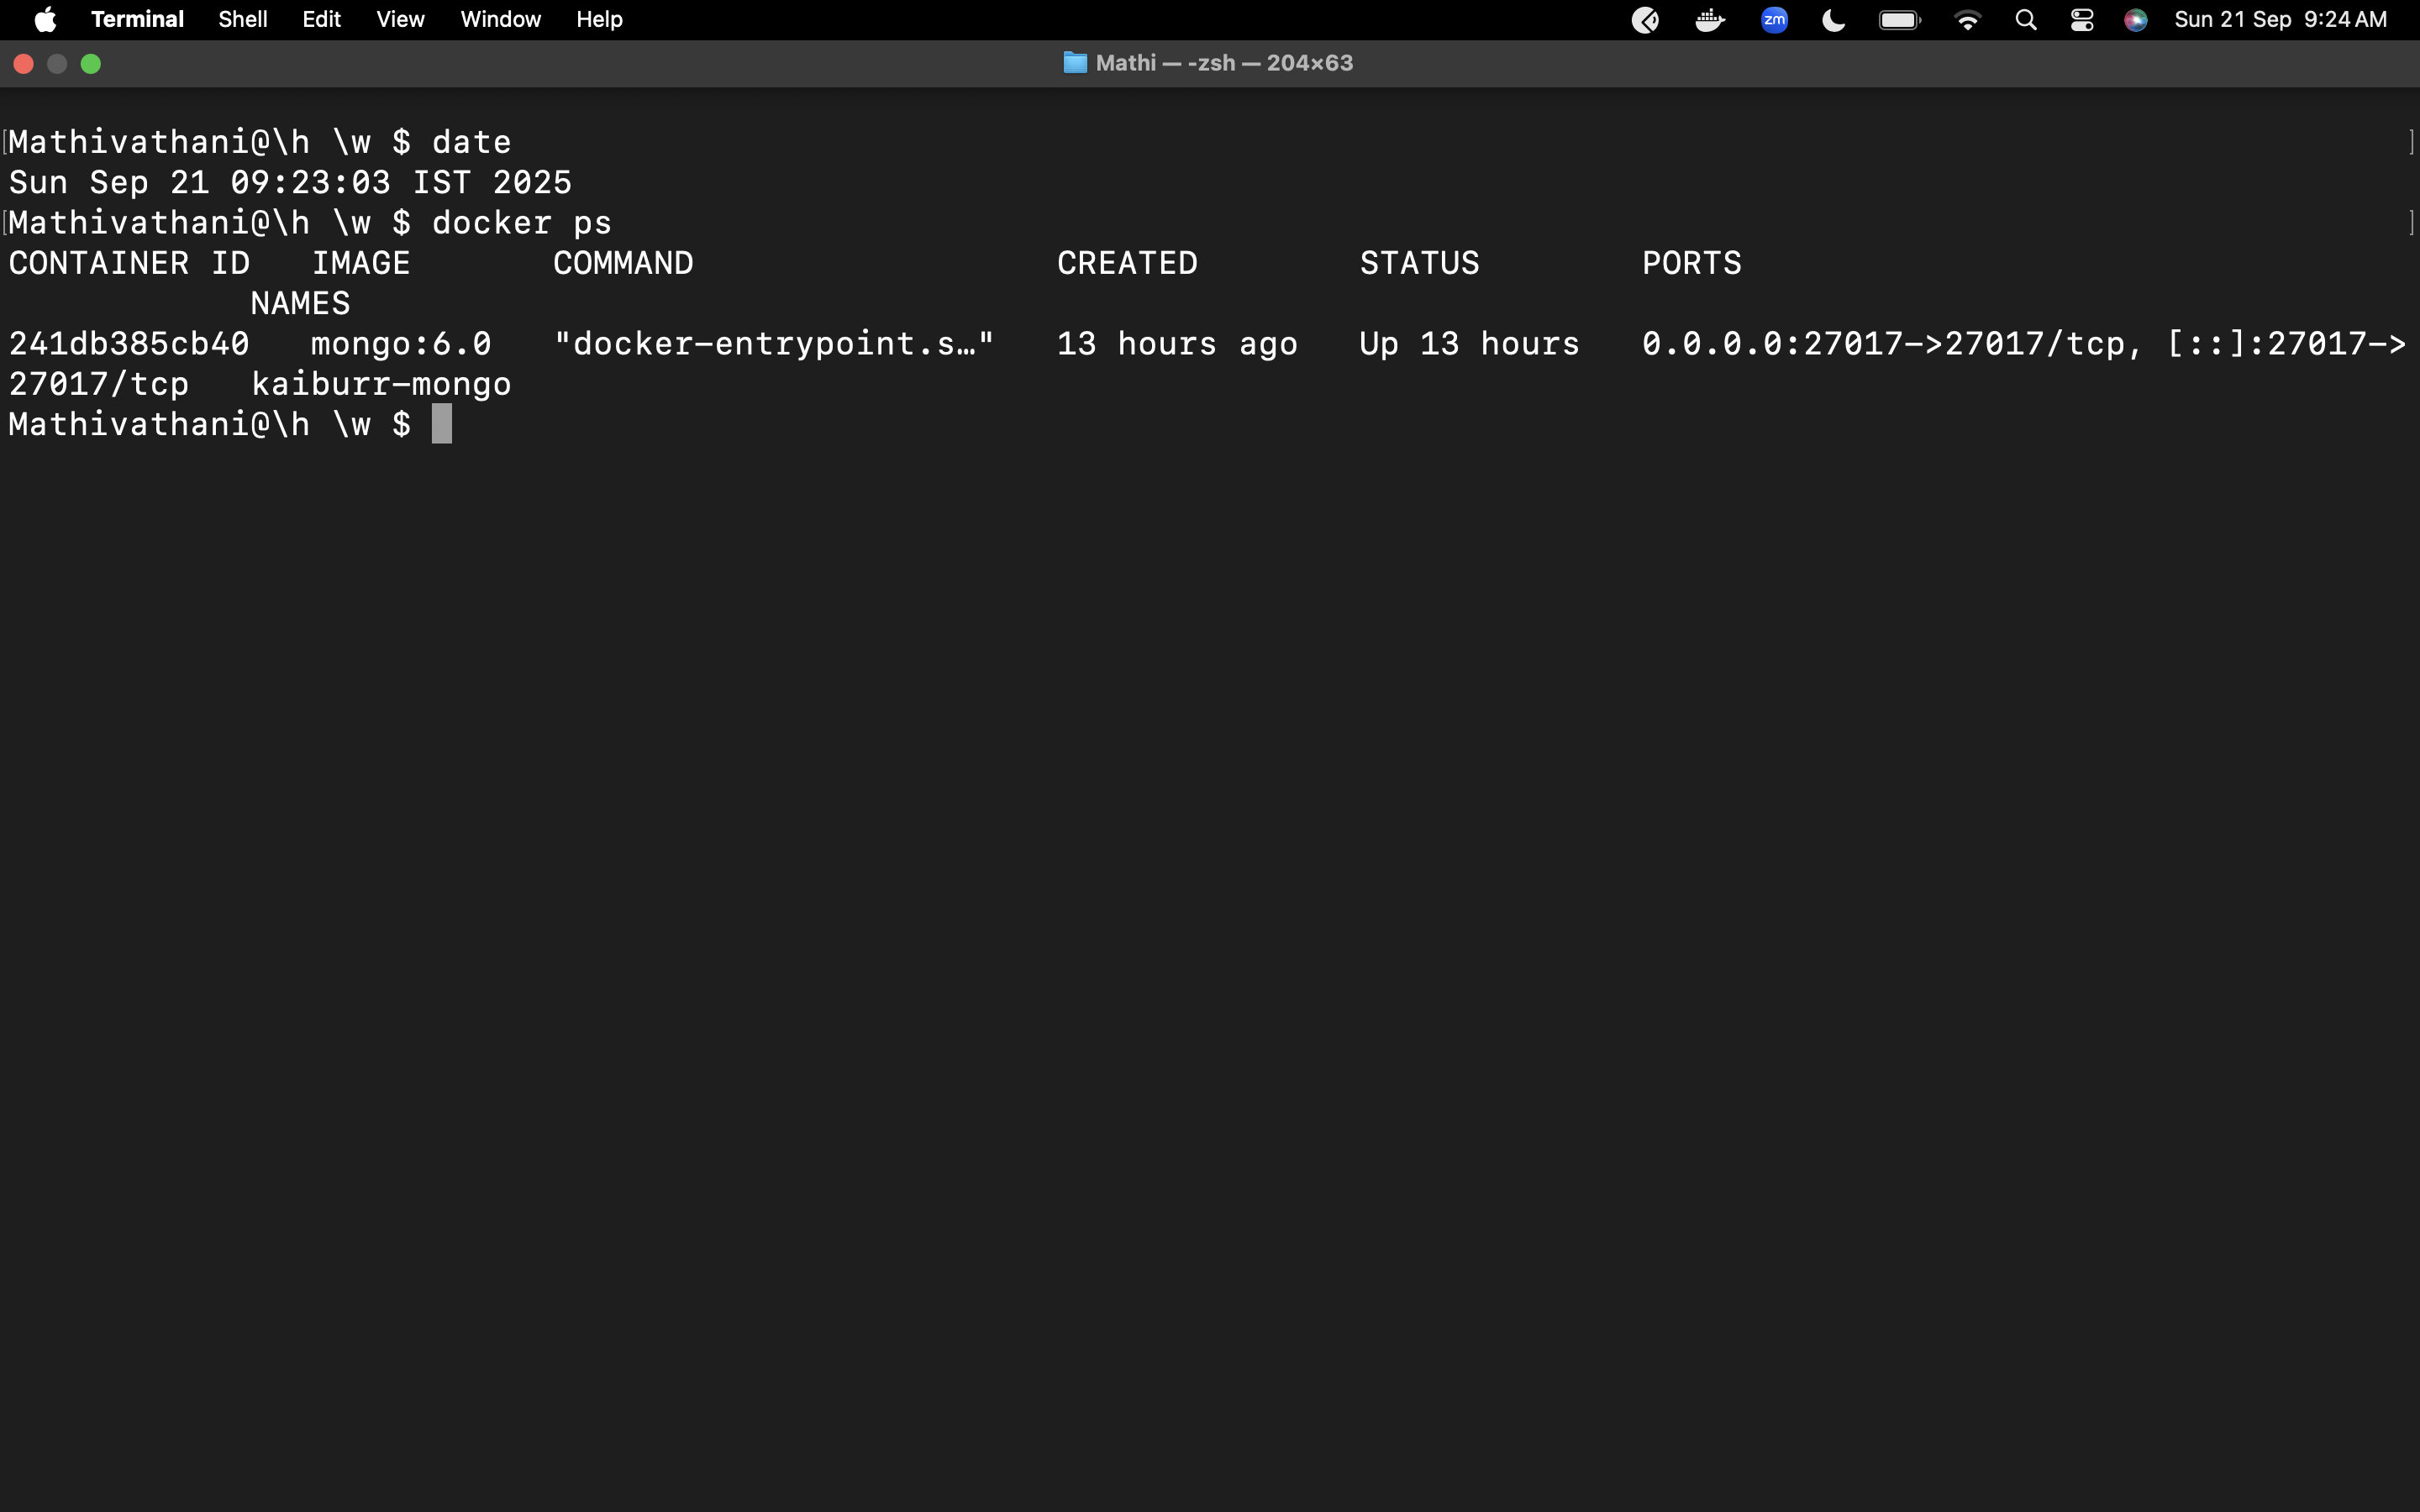 Terminal Shell Edit View Window Help zm Sun 21 Sep 9:24 AM
Mathi — -zsh — 204×63
[Mathivathani@\h \w $ date ]
Sun Sep 21 09:23:03 IST 2025
[Mathivathani@\h \w $ docker ps ]
CONTAINER ID   IMAGE       COMMAND                  CREATED        STATUS        PORTS
            NAMES
241db385cb40   mongo:6.0   "docker-entrypoint.s…"   13 hours ago   Up 13 hours   0.0.0.0:27017->27017/tcp, [::]:27017->
27017/tcp   kaiburr-mongo
Mathivathani@\h \w $